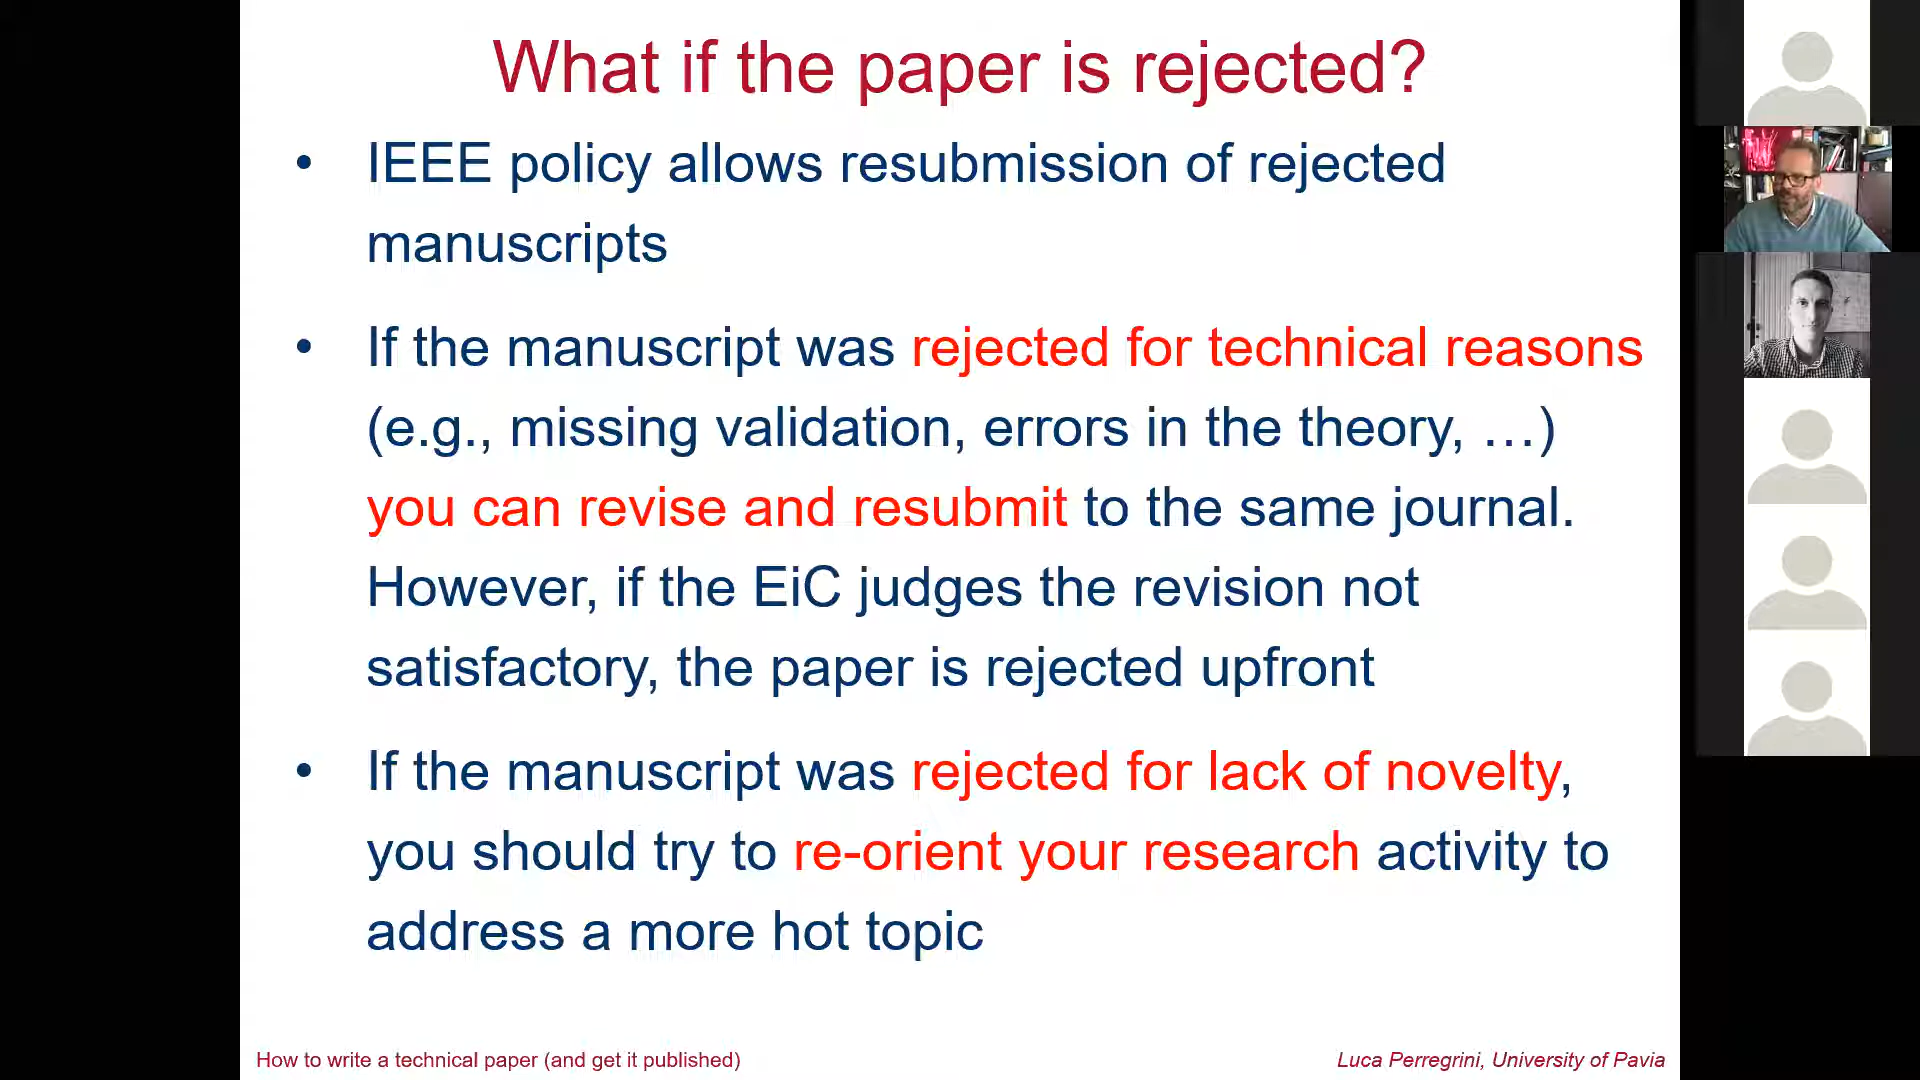 What if the paper is rejected?
• IEEE policy allows resubmission of rejected
manuscripts
• If the manuscript was rejected for technical reasons
(e.g., missing validation, errors in the theory, …)
you can revise and resubmit to the same journal.
However, if the EiC judges the revision not
satisfactory, the paper is rejected upfront
• If the manuscript was rejected for lack of novelty,
you should try to re-orient your research activity to
address a more hot topic
How to write a technical paper (and get it published)
Luca Perregrini, University of Pavia